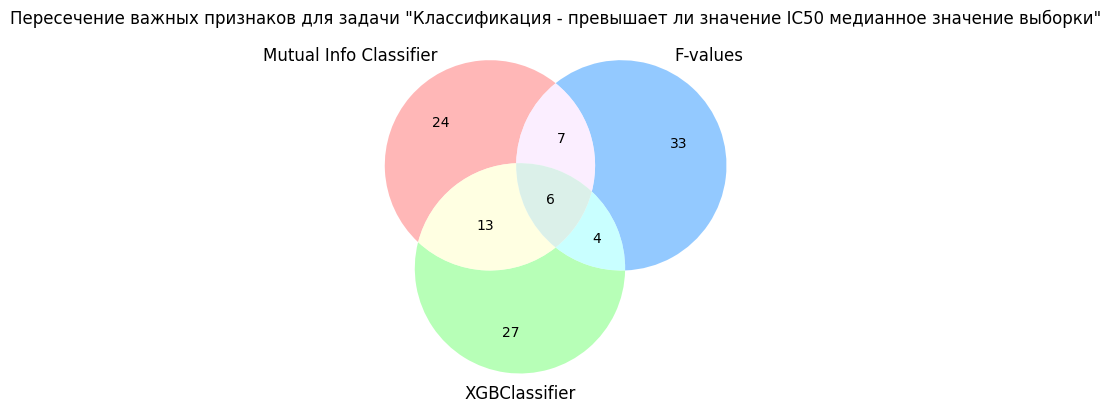 Пересечение важных признаков для задачи "Классификация - превышает ли значение IC50 медианное значение выборки"
Mutual Info Classifier
F-values
24
7
33
6
13
4
27
XGBClassifier